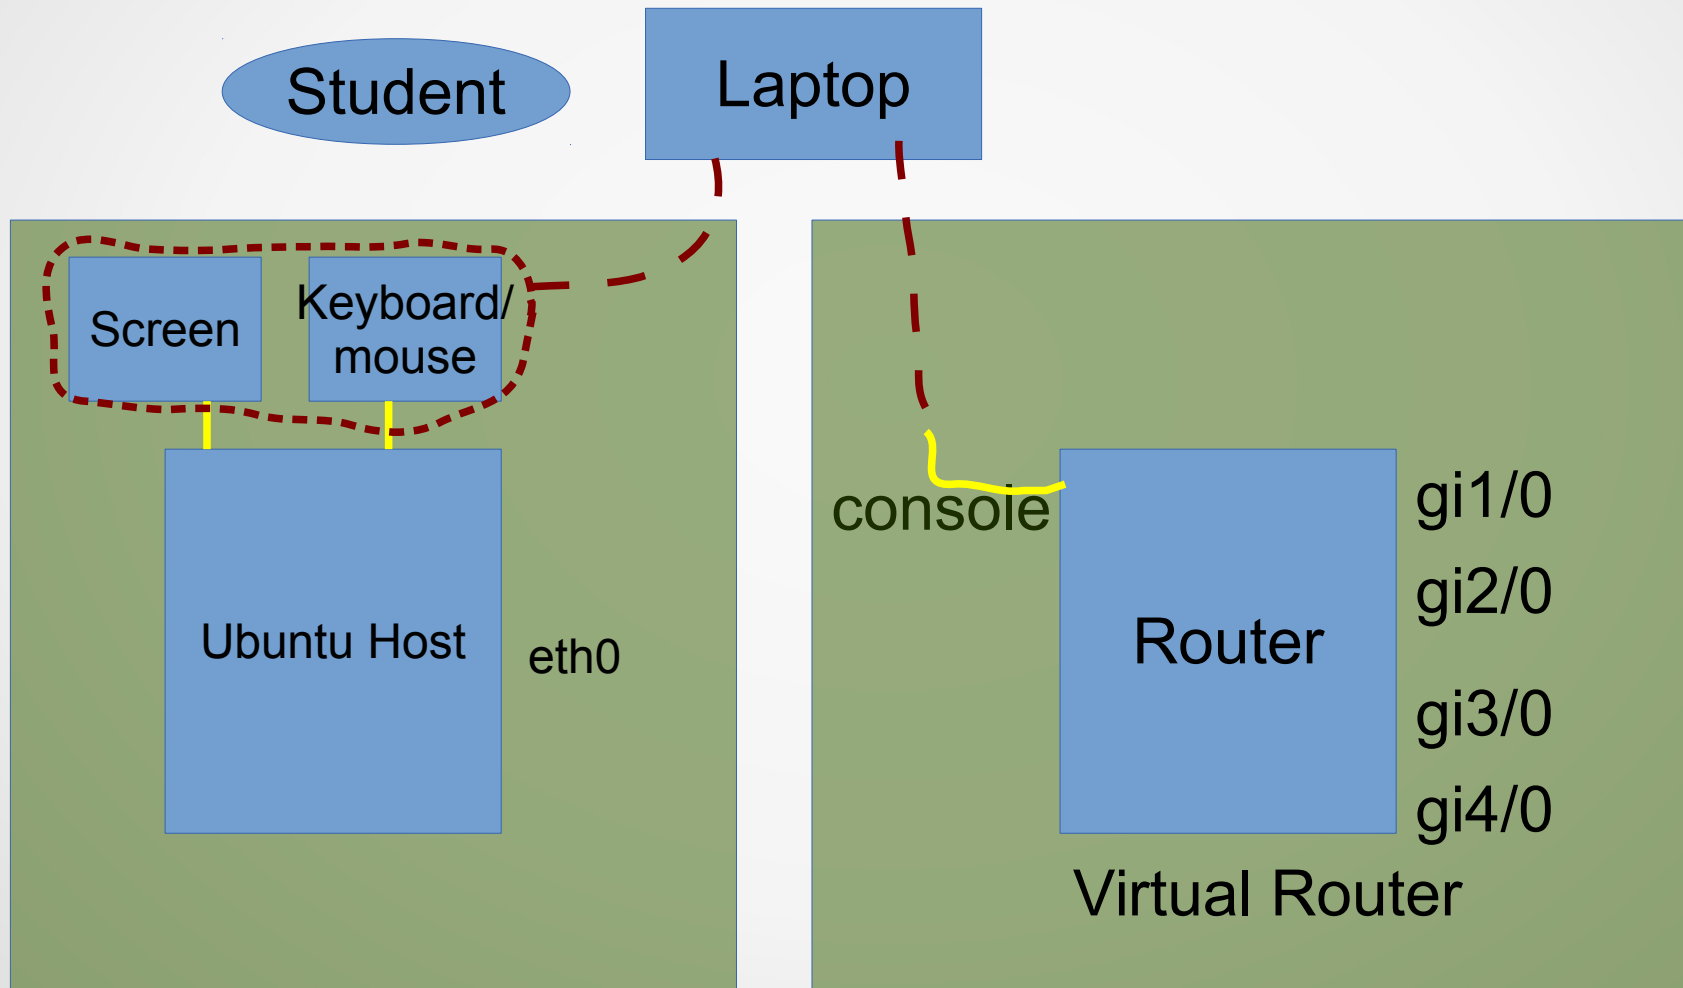 Student
Laptop
Screen
Keyboard/
mouse
Ubuntu Host
eth0
console
Router
gi1/0
gi2/0
gi3/0
gi4/0
Virtual Router